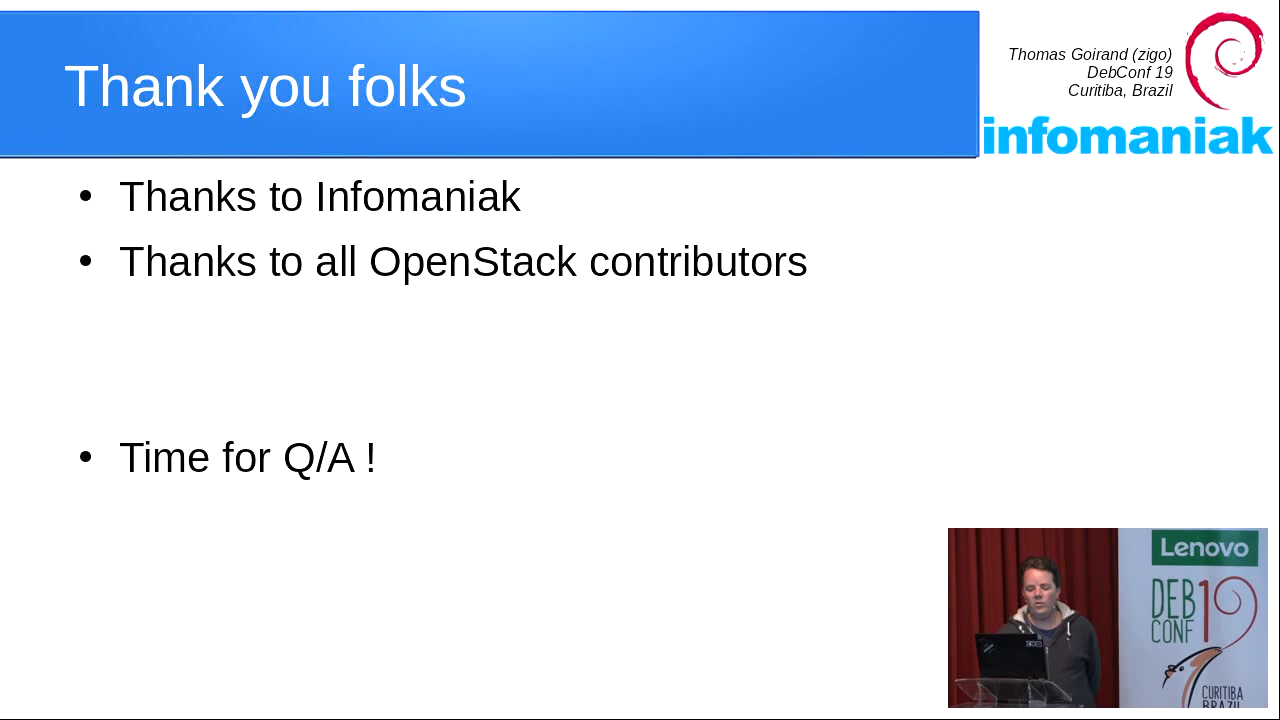 Thank you folks
Thomas Goirand (zigo)
DebConf 19
Curitiba, Brazil
infomaniak
• Thanks to Infomaniak
• Thanks to all OpenStack contributors
• Time for Q/A !
Lenovo
DEB19
CONF
CURITIBA
BRAZIL